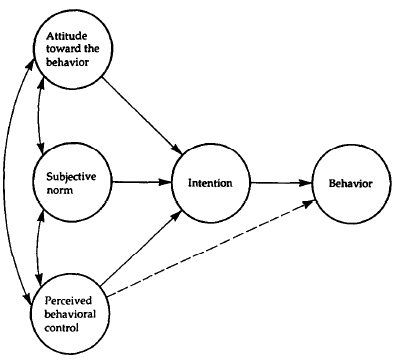 Attitude
toward the
behavior
Subjective
norm
Intention
Behavior
Perceived
behavioral
control